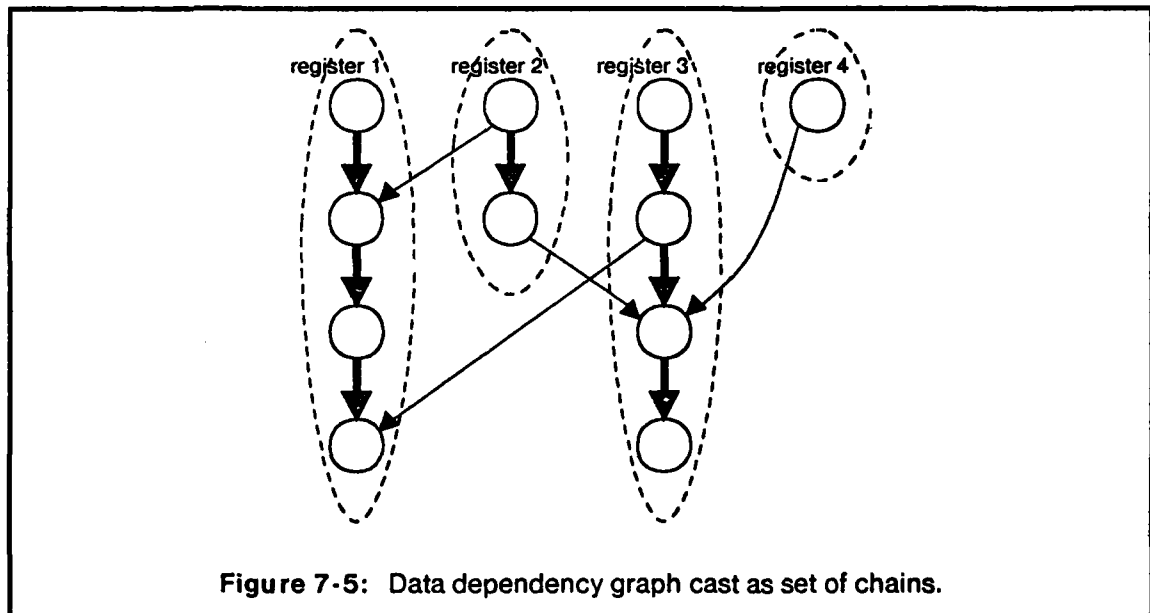 register 1 register 2 register 3 register 4
Figure 7-5: Data dependency graph cast as set of chains.